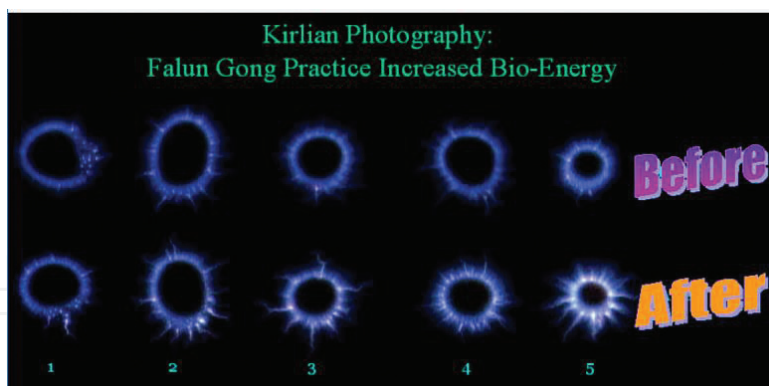 Kirlian Photography:
Falun Gong Practice Increased Bio-Energy
Before
After
1 2 3 4 5